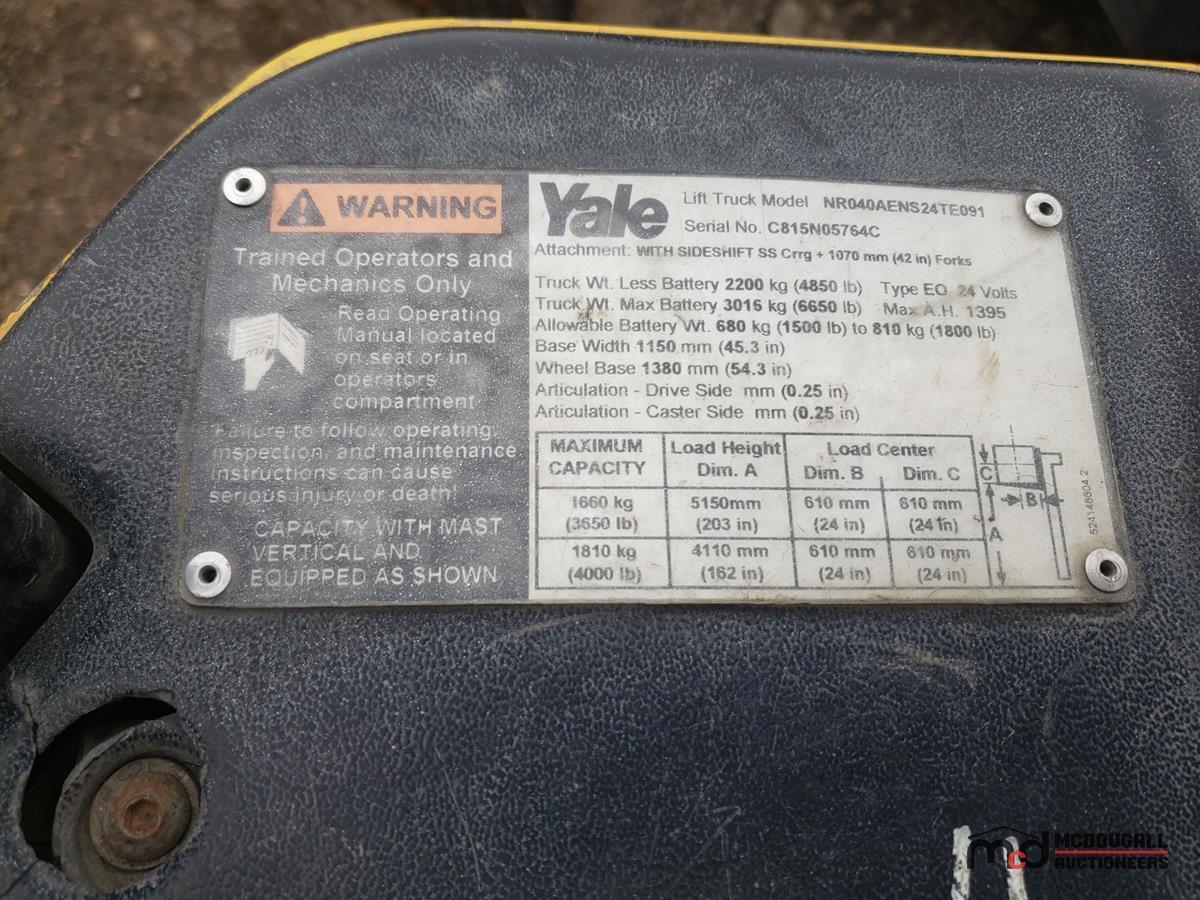 WARNING
Trained Operators and
Mechanics Only
Read Operating
Manual located
on seat or in
operators
compartment
Failure to follow operating,
inspection, and maintenance
instructions can cause
serious injury or death!
CAPACITY WITH MAST
VERTICAL AND
EQUIPPED AS SHOWN
Yale
Lift Truck Model NR040AENS24TE091
Serial No. C815N05764C
Attachment: WITH SIDESHIFT SS Crrg + 1070 mm (42 in) Forks
Truck Wt. Less Battery 2200 kg (4850 lb) Type EO 24 Volts
Truck Wt. Max Battery 3016 kg (6650 lb) Max A.H. 1395
Allowable Battery Wt. 680 kg (1500 lb) to 810 kg (1800 lb)
Base Width 1150 mm (45.3 in)
Wheel Base 1380 mm (54.3 in)
Articulation - Drive Side mm (0.25 in)
Articulation - Caster Side mm (0.25 in)
MAXIMUM Load Height Load Center
CAPACITY Dim. A Dim. B Dim. C
1660 kg 5150mm 610 mm 610 mm
(3650 lb) (203 in) (24 in) (24 in)
1810 kg 4110 mm 610 mm 610 mm
(4000 lb) (162 in) (24 in) (24 in)
C
B
A
524148604 2
mcd MCDOUGALL
AUCTIONEERS